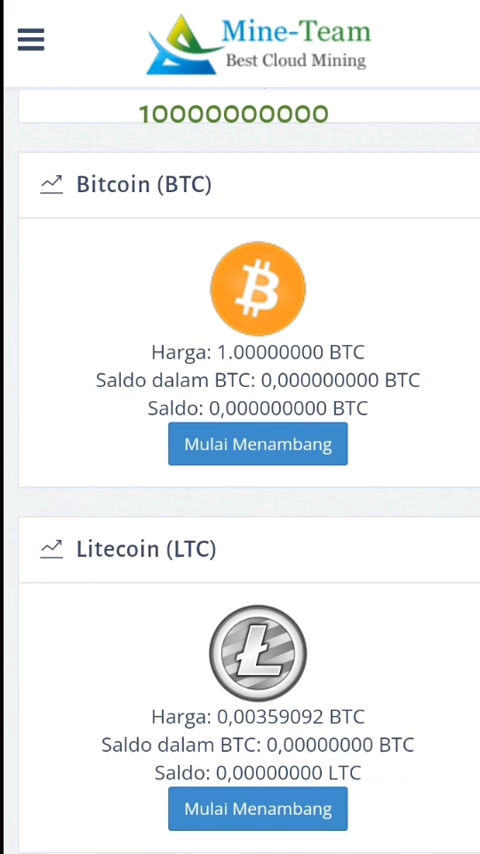 Mine-Team
Best Cloud Mining
10000000000
Bitcoin (BTC)
Harga: 1.00000000 BTC
Saldo dalam BTC: 0,000000000 BTC
Saldo: 0,000000000 BTC
Mulai Menambang
Litecoin (LTC)
Harga: 0,00359092 BTC
Saldo dalam BTC: 0,00000000 BTC
Saldo: 0,00000000 LTC
Mulai Menambang